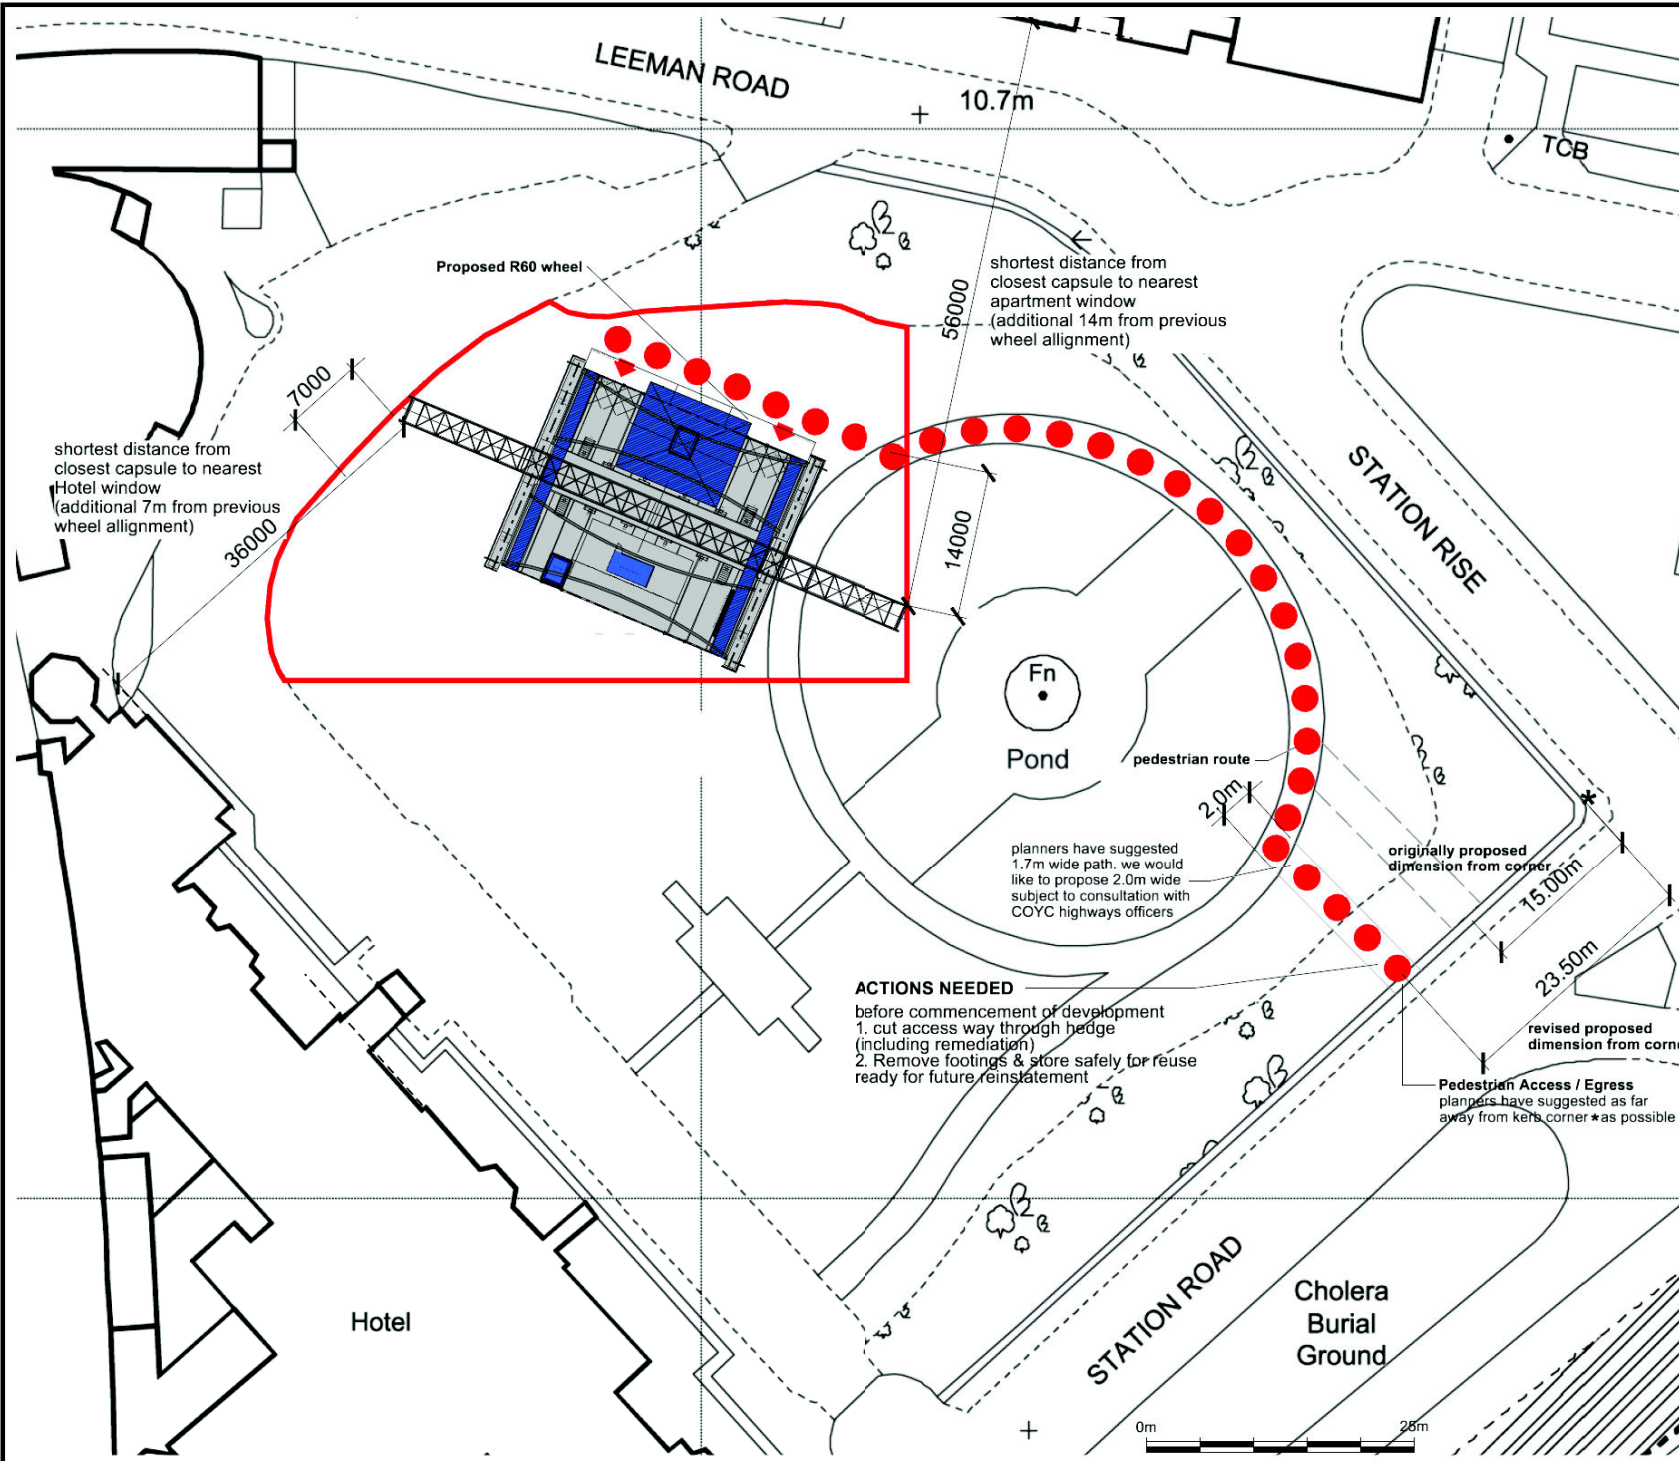 LEEMAN ROAD
10.7m
TCB
Proposed R60 wheel
56000
shortest distance from
closest capsule to nearest
apartment window
(additional 14m from previous
wheel allignment)
7000
shortest distance from
closest capsule to nearest
Hotel window
(additional 7m from previous
wheel allignment)
36000
14000
STATION RISE
Fn
Pond
pedestrian route
2.0m
*
planners have suggested
1.7m wide path. we would
like to propose 2.0m wide
subject to consultation with
COYC highways officers
originally proposed
dimension from corner
15.00m
23.50m
ACTIONS NEEDED
before commencement of development
1. cut access way through hedge
(including remediation)
2. Remove footings & store safely for reuse
ready for future reinstatement
revised proposed
dimension from corn
Pedestrian Access / Egress
planners have suggested as far
away from kerb corner * as possible
Hotel
STATION ROAD
Cholera
Burial
Ground
0m
25m